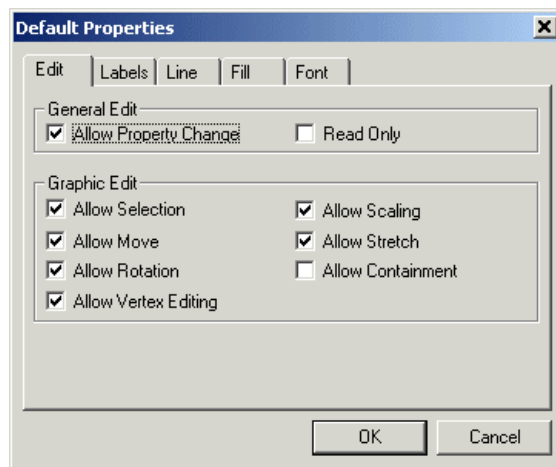 Default Properties
Edit Labels Line Fill Font
General Edit
Allow Property Change Read Only
Graphic Edit
Allow Selection Allow Scaling
Allow Move Allow Stretch
Allow Rotation Allow Containment
Allow Vertex Editing
OK Cancel